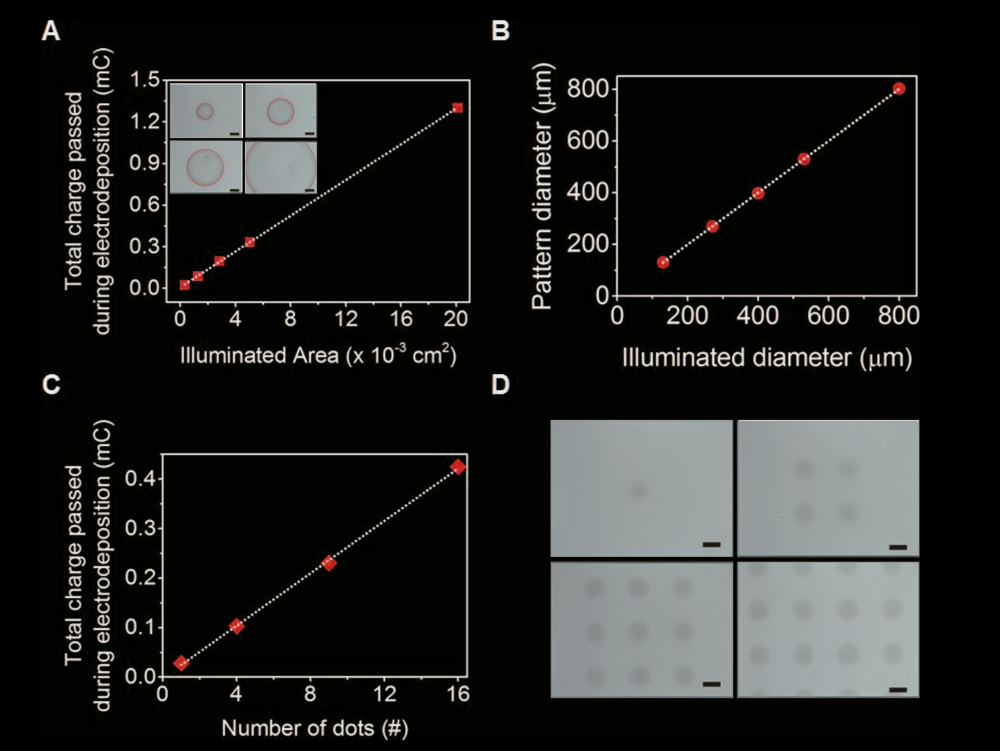 A
Total charge passed
during electrodeposition (mC)
1.5
1.2
0.9
0.6
0.3
0.0
0 4 8 12 16 20
Illuminated Area (x 10⁻³ cm²)
B
Pattern diameter (μm)
800
600
400
200
0
0 200 400 600 800
Illuminated diameter (μm)
C
Total charge passed
during electrodeposition (mC)
0.4
0.3
0.2
0.1
0.0
0 4 8 12 16
Number of dots (#)
D